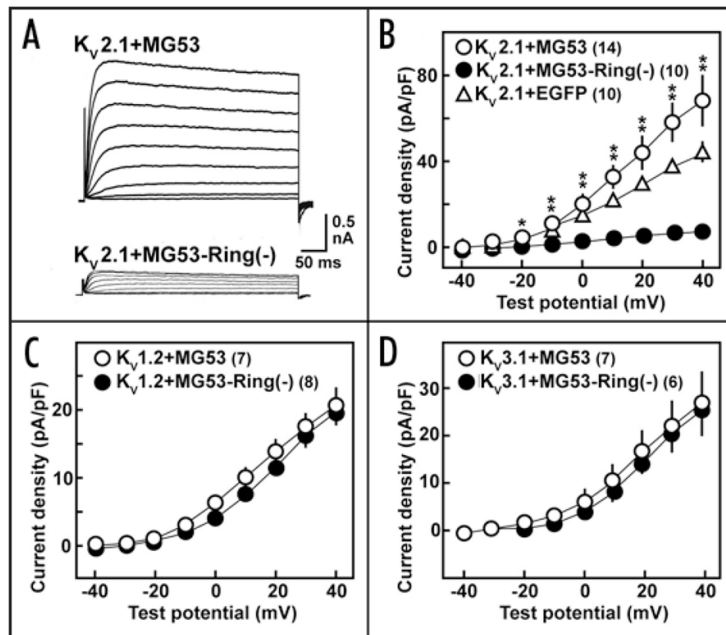 A
Kv2.1+MG53
0.5
nA
50 ms
Kv2.1+MG53-Ring(-)
B
Kv2.1+MG53 (14)
Kv2.1+MG53-Ring(-) (10)
Kv2.1+EGFP (10)
Current density (pA/pF)
80
40
0
* ** ** ** ** ** **
-40 -20 0 20 40
Test potential (mV)
C
Kv1.2+MG53 (7)
Kv1.2+MG53-Ring(-) (8)
Current density (pA/pF)
20
10
0
-40 -20 0 20 40
Test potential (mV)
D
Kv3.1+MG53 (7)
Kv3.1+MG53-Ring(-) (6)
Current density (pA/pF)
30
20
10
0
-40 -20 0 20 40
Test potential (mV)